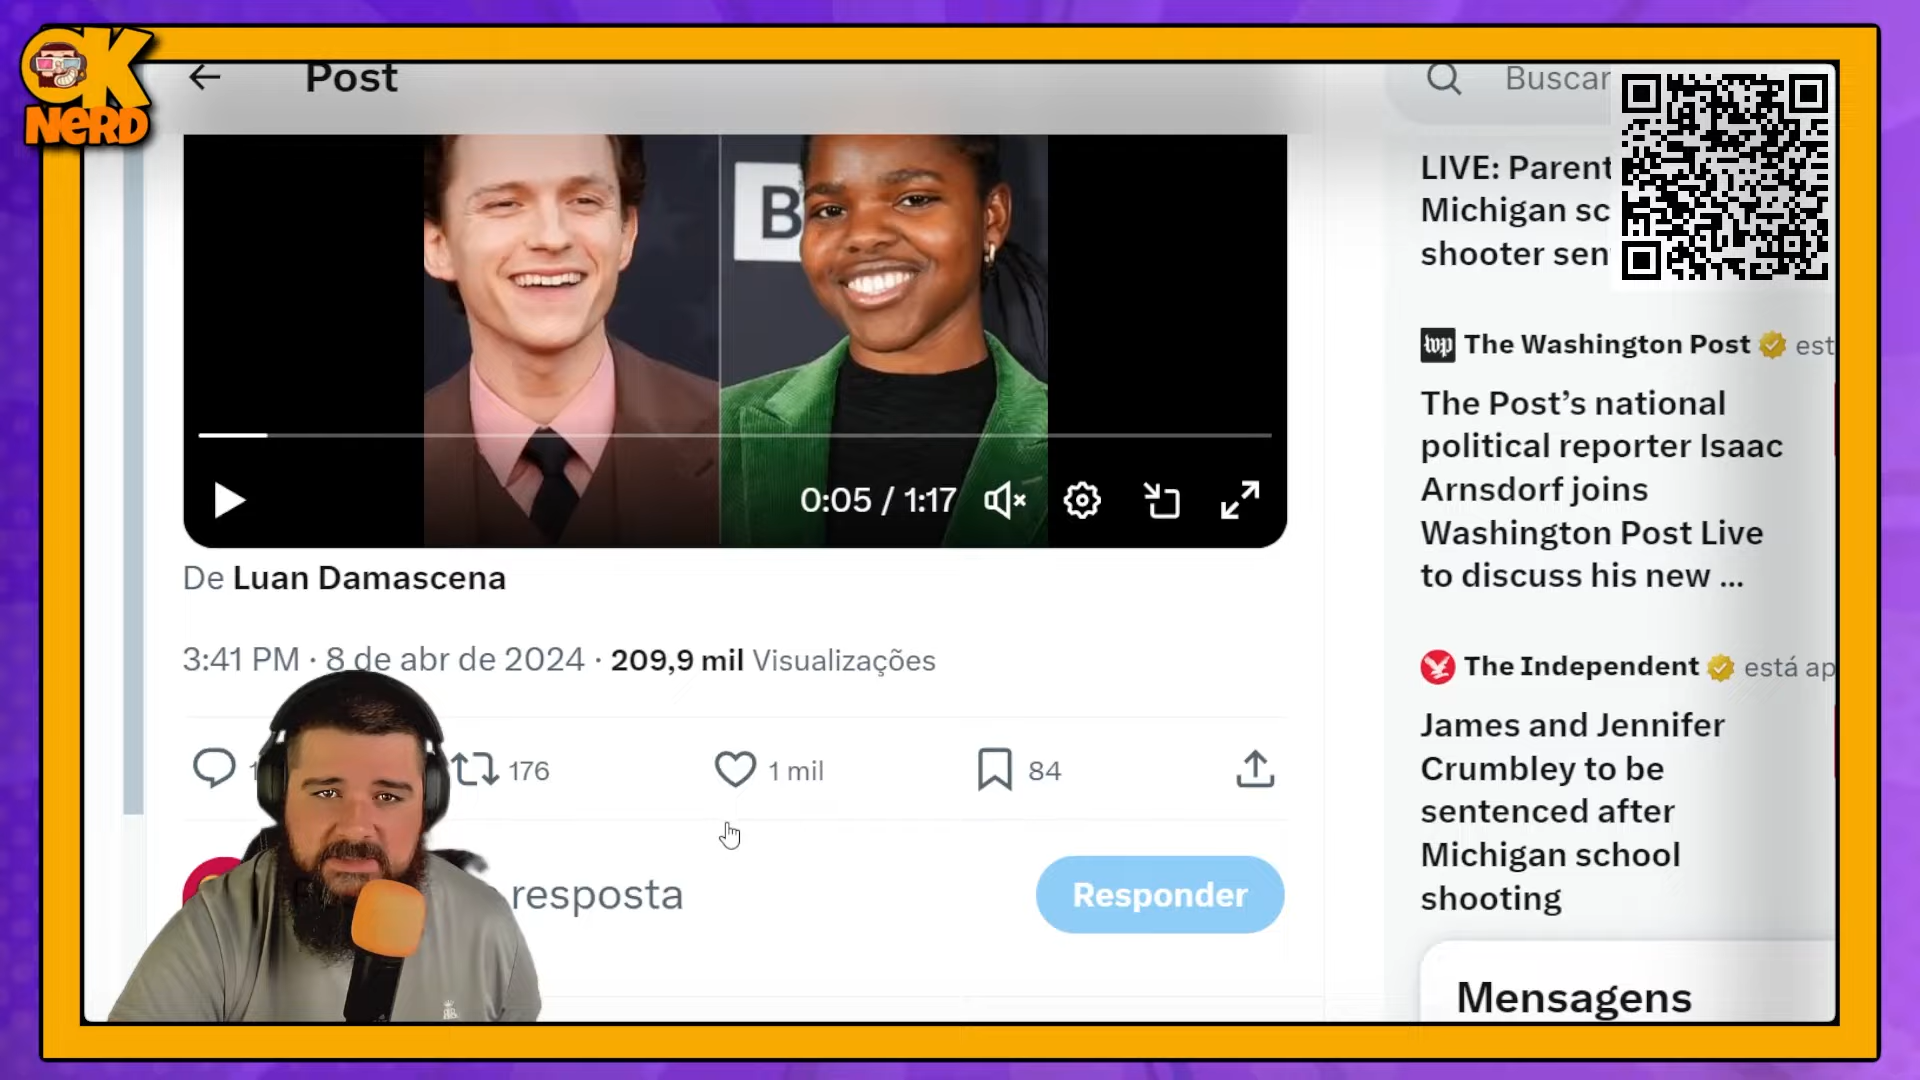 OK
NERD
Post
Buscar
B
LIVE: Parent
Michigan sc
shooter sen
The Washington Post est
The Post’s national
political reporter Isaac
Arnsdorf joins
Washington Post Live
to discuss his new ...
0:05 / 1:17
De Luan Damascena
3:41 PM · 8 de abr de 2024 · 209,9 mil Visualizações
The Independent está ap
James and Jennifer
Crumbley to be
sentenced after
Michigan school
shooting
176
1 mil
84
resposta
Responder
Mensagens